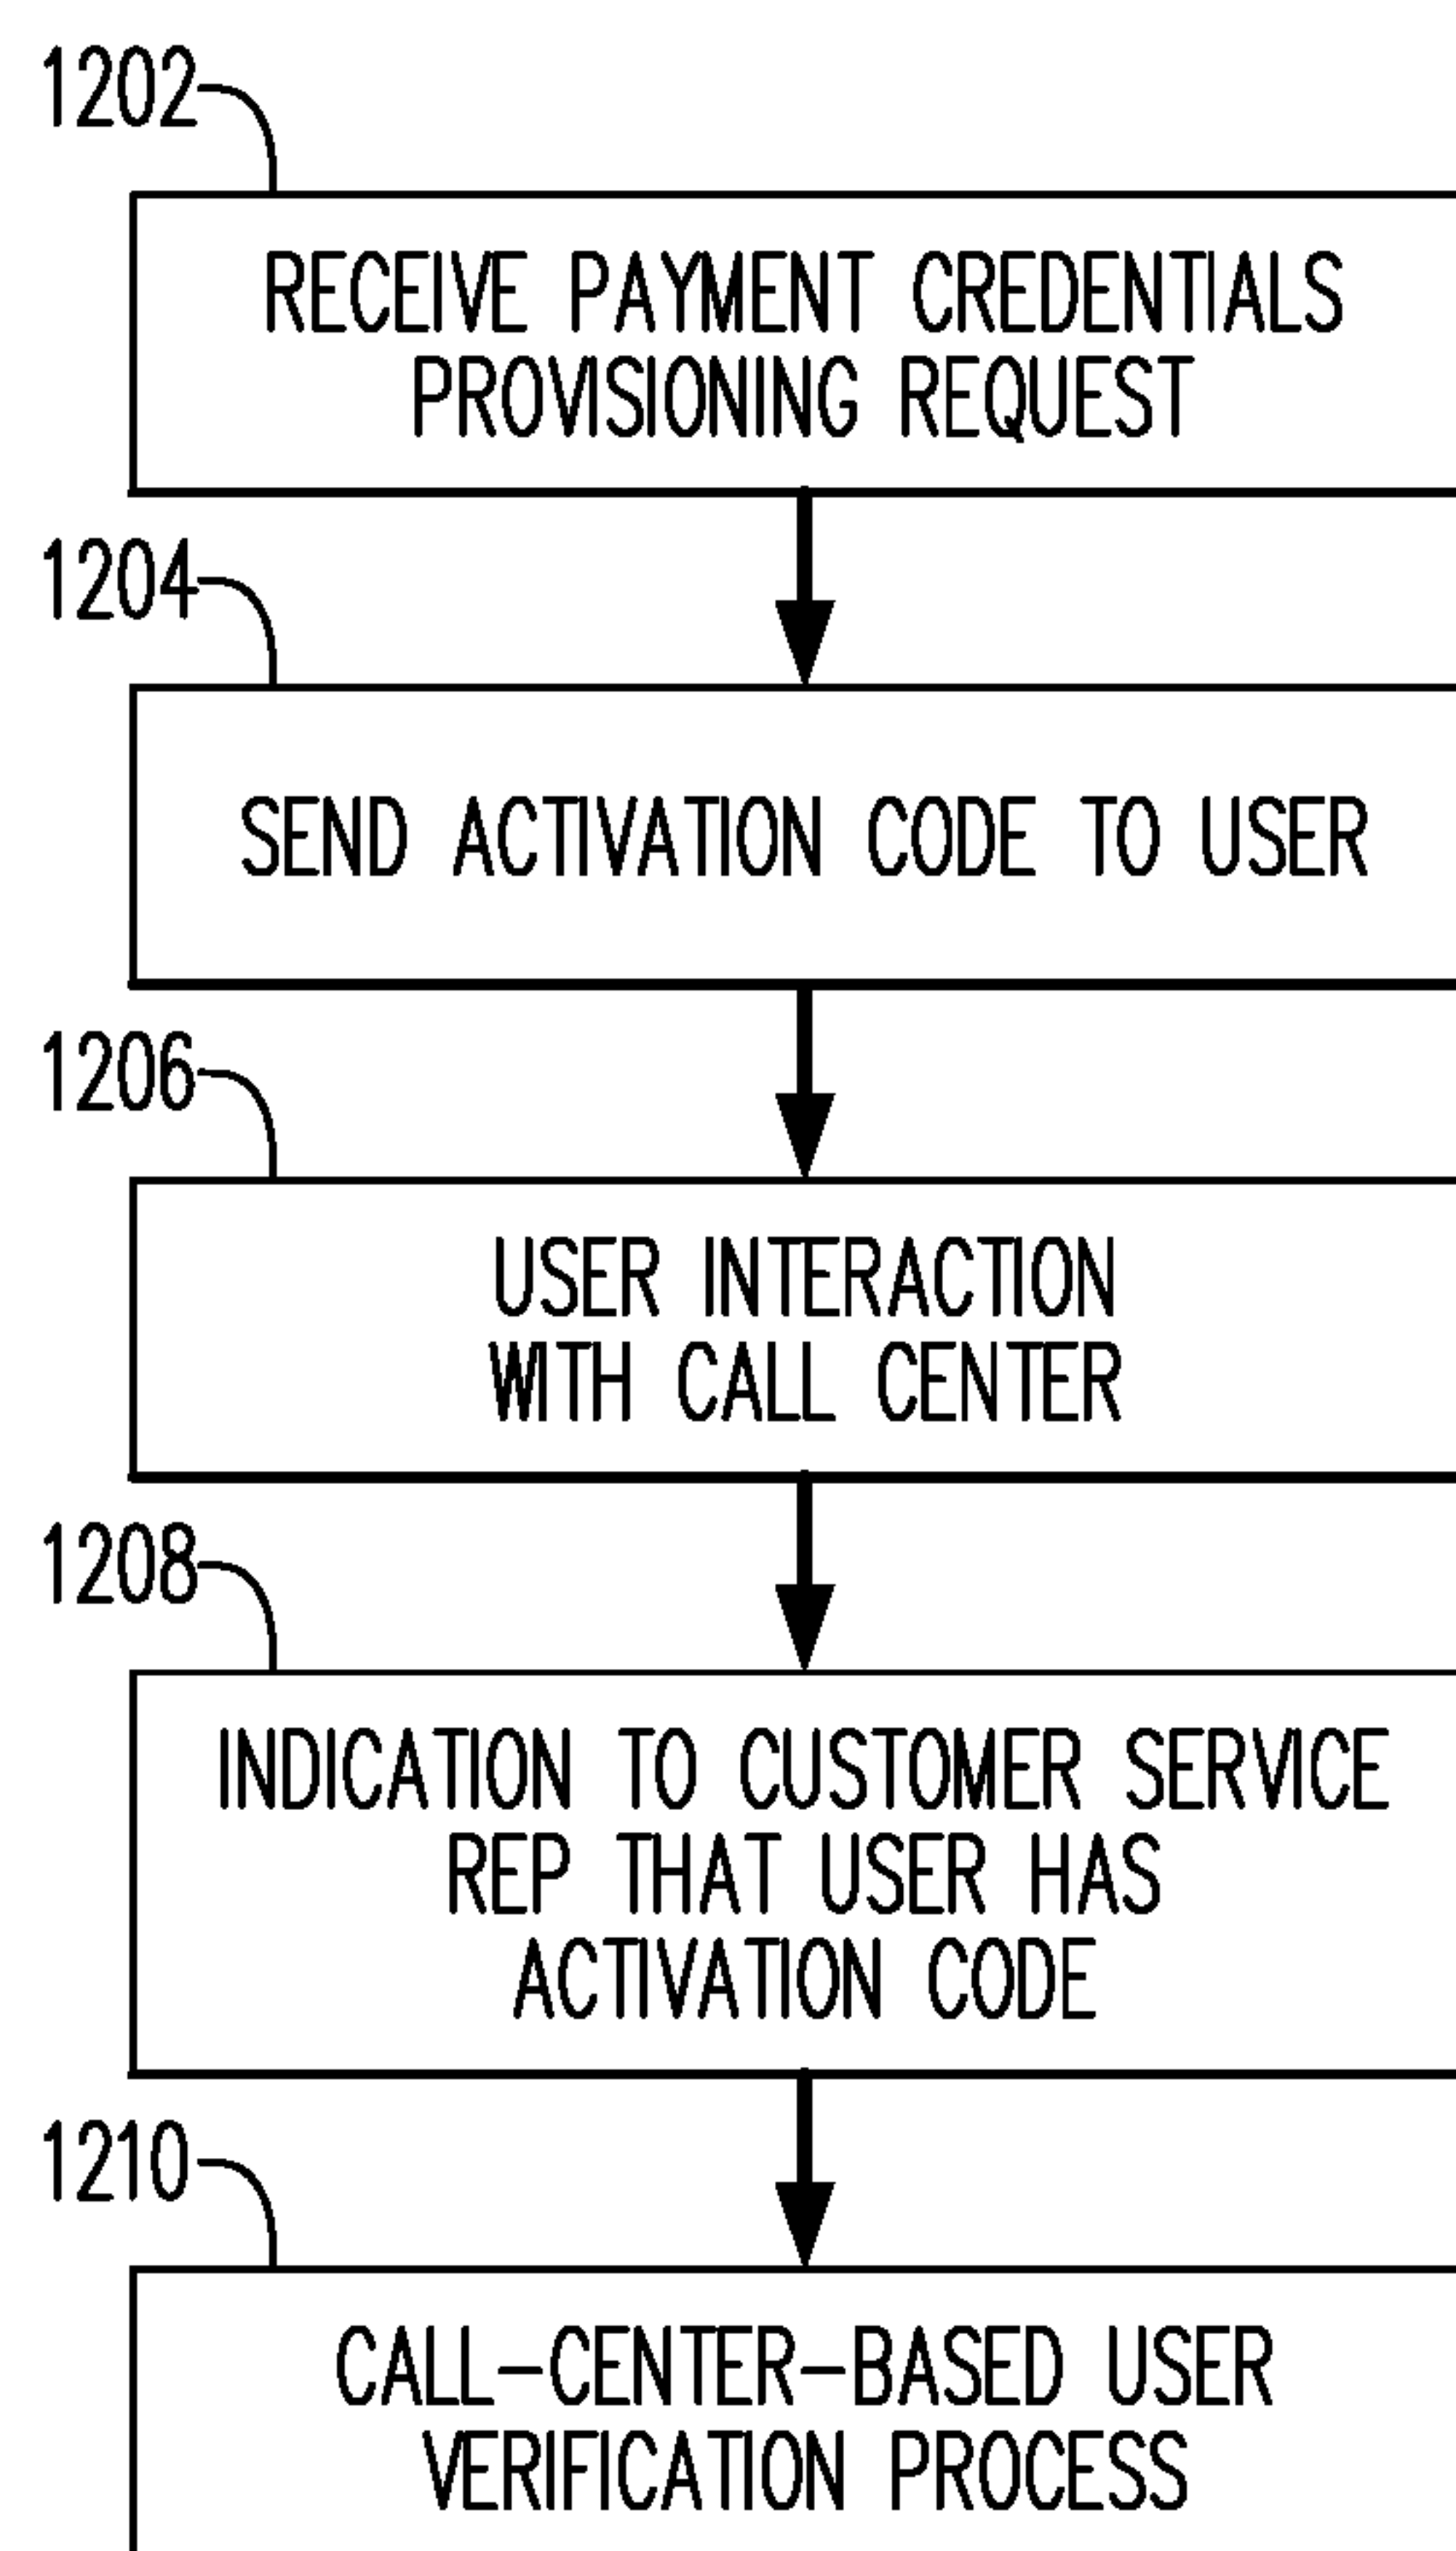 1202
RECEIVE PAYMENT CREDENTIALS
PROVISIONING REQUEST
1204
SEND ACTIVATION CODE TO USER
1206
USER INTERACTION
WITH CALL CENTER
1208
INDICATION TO CUSTOMER SERVICE
REP THAT USER HAS
ACTIVATION CODE
1210
CALL-CENTER-BASED USER
VERIFICATION PROCESS